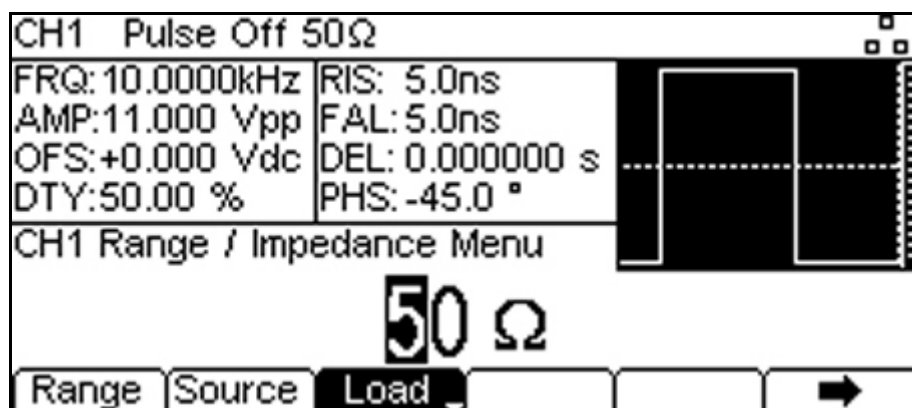 CH1 Pulse Off 50Ω
FRQ:10.0000kHz RIS: 5.0ns
AMP:11.000 Vpp FAL:5.0ns
OFS:+0.000 Vdc DEL: 0.000000 s
DTY:50.00 % PHS:-45.0 °
CH1 Range / Impedance Menu
50 Ω
Range Source Load